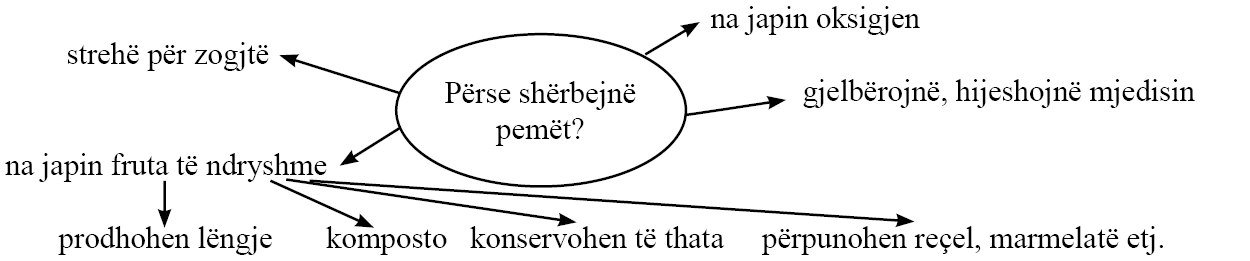 na japin oksigjen
strehë për zogjtë
Përse shërbejnë
pemët?
gjelbërojnë, hijeshojnë mjedisin
na japin fruta të ndryshme
prodhohen lëngje
komposto
konservohen të thata
përpunohen reçel, marmelatë etj.